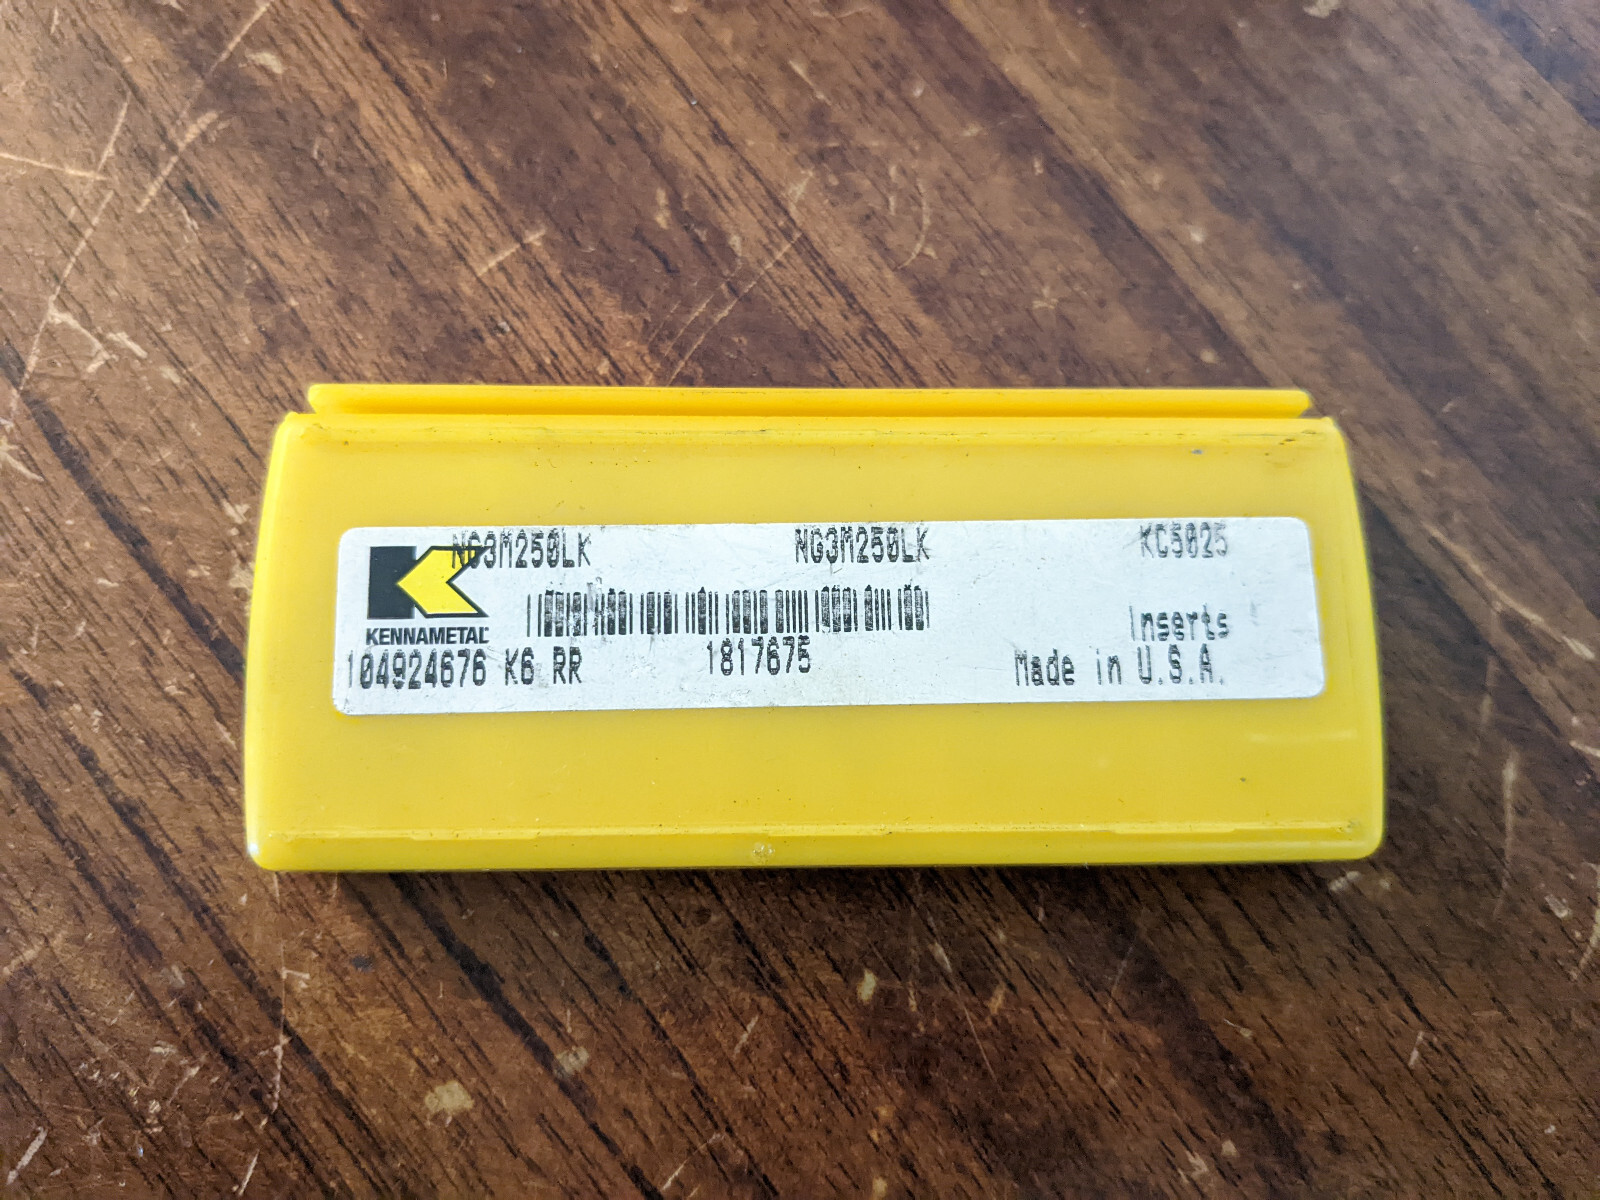 NG3M250LK NG3M250LK KC5025
KENNAMETAL
Inserts
104924676 K6 RR 1817675 Made in U.S.A.